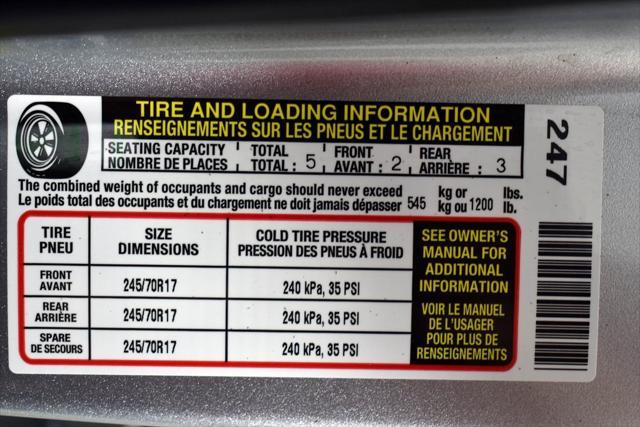 TIRE AND LOADING INFORMATION
RENSEIGNEMENTS SUR LES PNEUS ET LE CHARGEMENT
SEATING CAPACITY TOTAL FRONT REAR
NOMBRE DE PLACES TOTAL : 5 AVANT : 2 ARRIÈRE : 3
The combined weight of occupants and cargo should never exceed kg or lbs.
Le poids total des occupants et du chargement ne doit jamais dépasser 545 kg ou 1200 lb.
TIRE SIZE COLD TIRE PRESSURE
PNEU DIMENSIONS PRESSION DES PNEUS À FROID
FRONT
AVANT 245/70R17 240 kPa, 35 PSI
REAR
ARRIÈRE 245/70R17 240 kPa, 35 PSI
SPARE
DE SECOURS 245/70R17 240 kPa, 35 PSI
SEE OWNER'S
MANUAL FOR
ADDITIONAL
INFORMATION
VOIR LE MANUEL
DE L'USAGER
POUR PLUS DE
RENSEIGNEMENTS
247